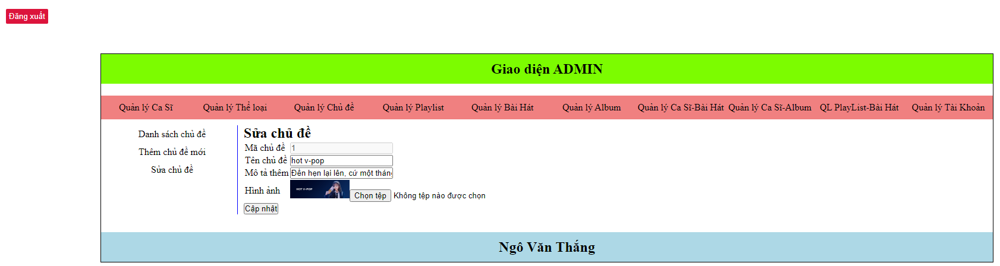 Đăng xuất
Giao diện ADMIN
Quản lý Ca Sĩ Quản lý Thể loại Quản lý Chủ đề Quản lý Playlist Quản lý Bài Hát Quản lý Album Quản lý Ca Sĩ-Bài Hát Quản lý Ca Sĩ-Album QL PlayList-Bài Hát Quản lý Tài Khoản
Danh sách chủ đề
Thêm chủ đề mới
Sửa chủ đề
Sửa chủ đề
Mã chủ đề 1
Tên chủ đề hot v-pop
Mô tả thêm Đến hẹn lại lên, cứ một tháng
Hình ảnh HOT V-POP Chọn tệp Không tệp nào được chọn
Cập nhật
Ngô Văn Thắng